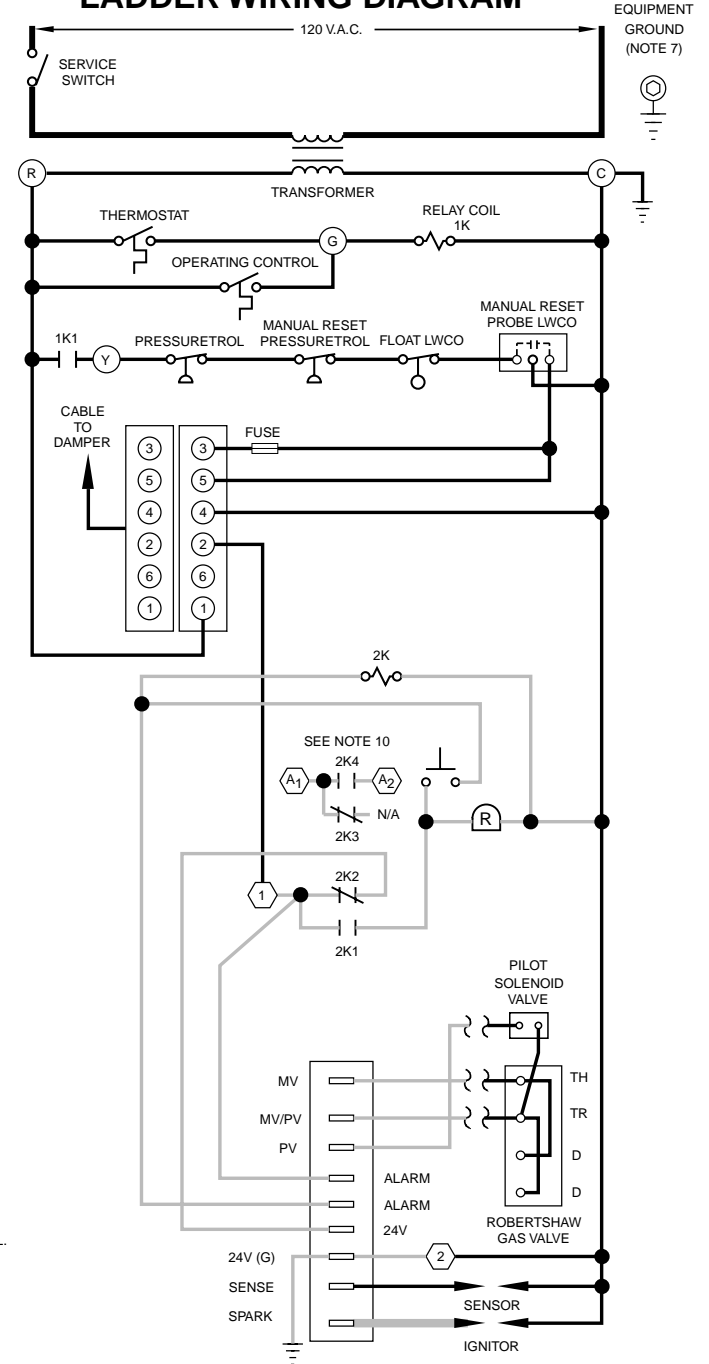 LADDER WIRING DIAGRAM
EQUIPMENT
GROUND
(NOTE 7)
120 V.A.C.
SERVICE
SWITCH
R
C
TRANSFORMER
THERMOSTAT
RELAY COIL
1K
G
OPERATING CONTROL
MANUAL RESET
PROBE LWCO
1K1
Y
PRESSURETROL
MANUAL RESET
PRESSURETROL
FLOAT LWCO
CABLE
TO
DAMPER
FUSE
3
3
5
5
4
4
2
2
6
6
1
1
2K
SEE NOTE 10
2K4
A1
A2
N/A
2K3
R
2K2
1
2K1
PILOT
SOLENOID
VALVE
MV
TH
MV/PV
TR
PV
D
ALARM
ALARM
D
24V
ROBERTSHAW
GAS VALVE
24V (G)
2
SENSE
SENSOR
SPARK
IGNITOR